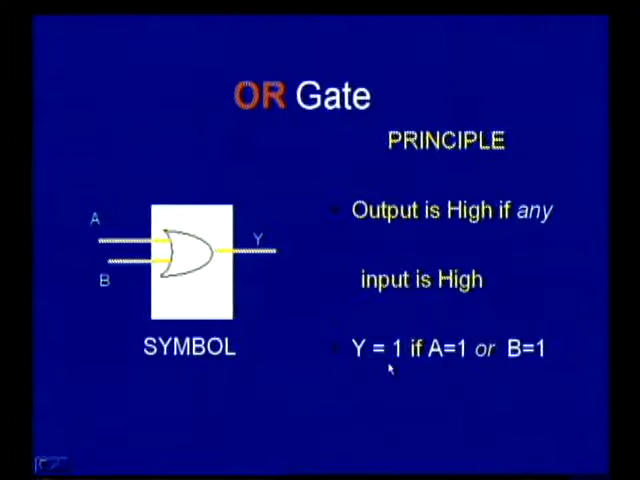 OR Gate
PRINCIPLE
Output is High if any
input is High
Y = 1 if A=1 or B=1
A
B
Y
SYMBOL